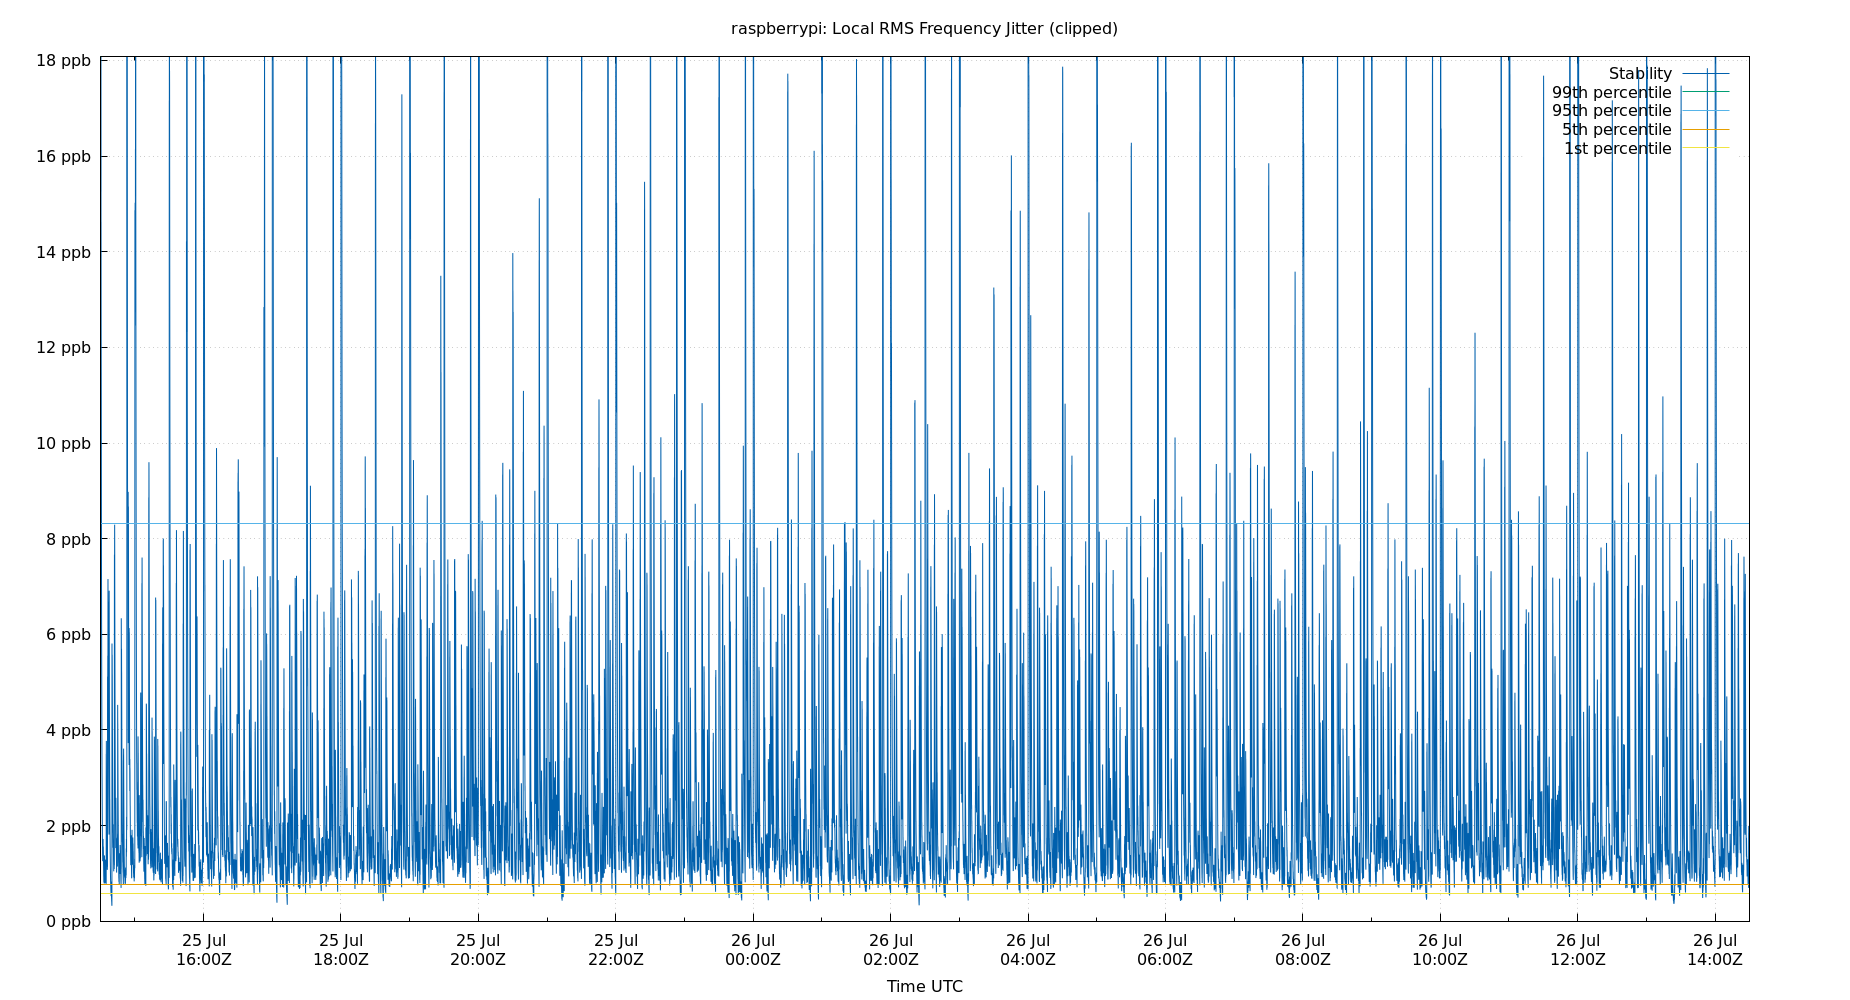 raspberrypi: Local RMS Frequency Jitter (clipped)
18 ppb
16 ppb
14 ppb
12 ppb
10 ppb
8 ppb
6 ppb
4 ppb
2 ppb
0 ppb
Stability
99th percentile
95th percentile
5th percentile
1st percentile
25 Jul 25 Jul 25 Jul 25 Jul 26 Jul 26 Jul 26 Jul 26 Jul 26 Jul 26 Jul 26 Jul 26 Jul
16:00Z 18:00Z 20:00Z 22:00Z 00:00Z 02:00Z 04:00Z 06:00Z 08:00Z 10:00Z 12:00Z 14:00Z
Time UTC